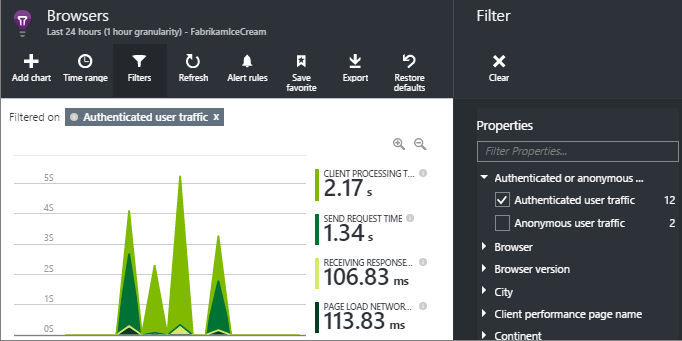 Browsers
Last 24 hours (1 hour granularity) - FabrikamIceCream
Add chart
Time range
Filters
Refresh
Alert rules
Save favorite
Export
Restore defaults
Filtered on
Authenticated user traffic x
5S
4S
3S
2S
1S
0S
CLIENT PROCESSING T...
2.17 s
SEND REQUEST TIME
1.34 s
RECEIVING RESPONSE...
106.83 ms
PAGE LOAD NETWOR...
113.83 ms
Filter
Clear
Properties
Filter Properties...
Authenticated or anonymous ...
Authenticated user traffic 12
Anonymous user traffic 2
Browser
Browser version
City
Client performance page name
Continent